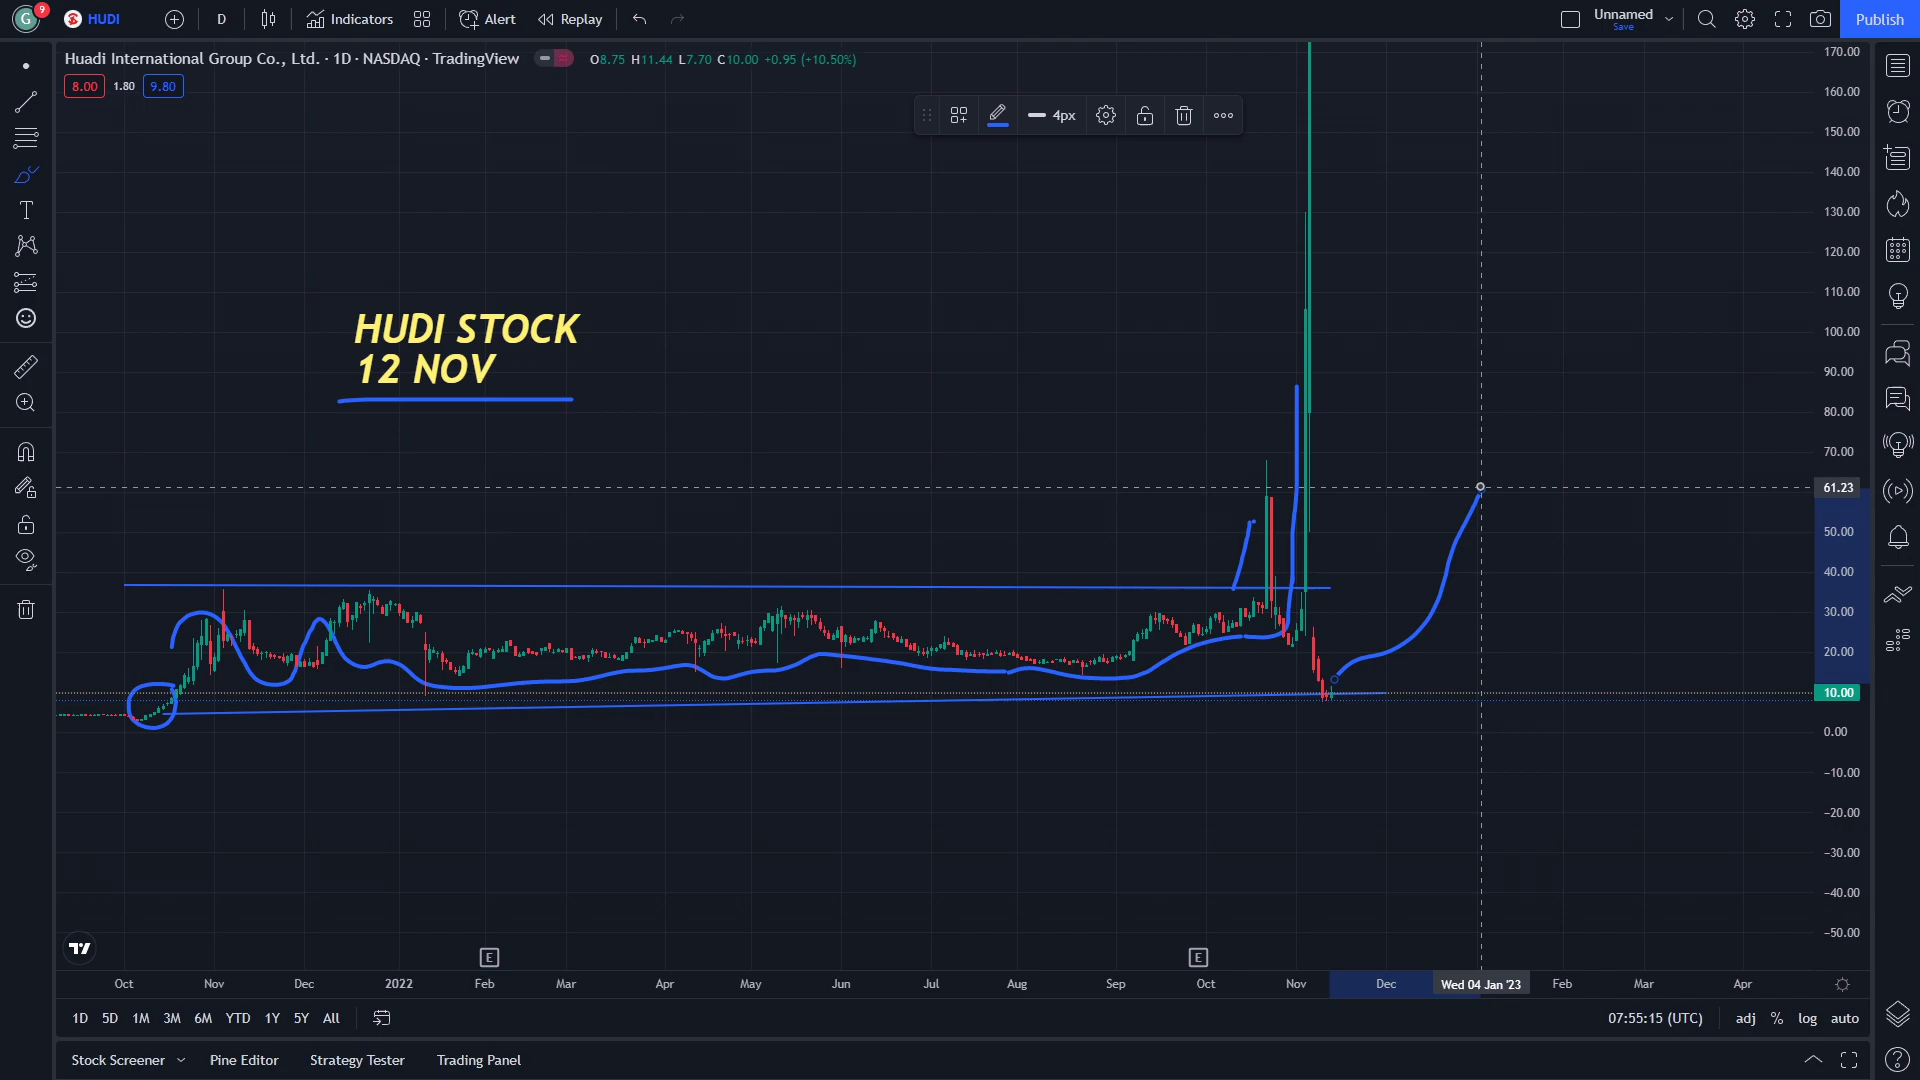 G 9 HUDI D Indicators Alert Replay Unnamed Save Publish
Huadi International Group Co., Ltd. · 1D · NASDAQ · TradingView O8.75 H11.44 L7.70 C10.00 +0.95 (+10.50%)
8.00 1.80 9.80
4px
HUDI STOCK
12 NOV
170.00
160.00
150.00
140.00
130.00
120.00
110.00
100.00
90.00
80.00
70.00
61.23
50.00
40.00
30.00
20.00
10.00
0.00
−10.00
−20.00
−30.00
−40.00
−50.00
E E
Oct Nov Dec 2022 Feb Mar Apr May Jun Jul Aug Sep Oct Nov Dec Wed 04 Jan '23 Feb Mar Apr
1D 5D 1M 3M 6M YTD 1Y 5Y All 07:55:15 (UTC) adj % log auto
Stock Screener Pine Editor Strategy Tester Trading Panel